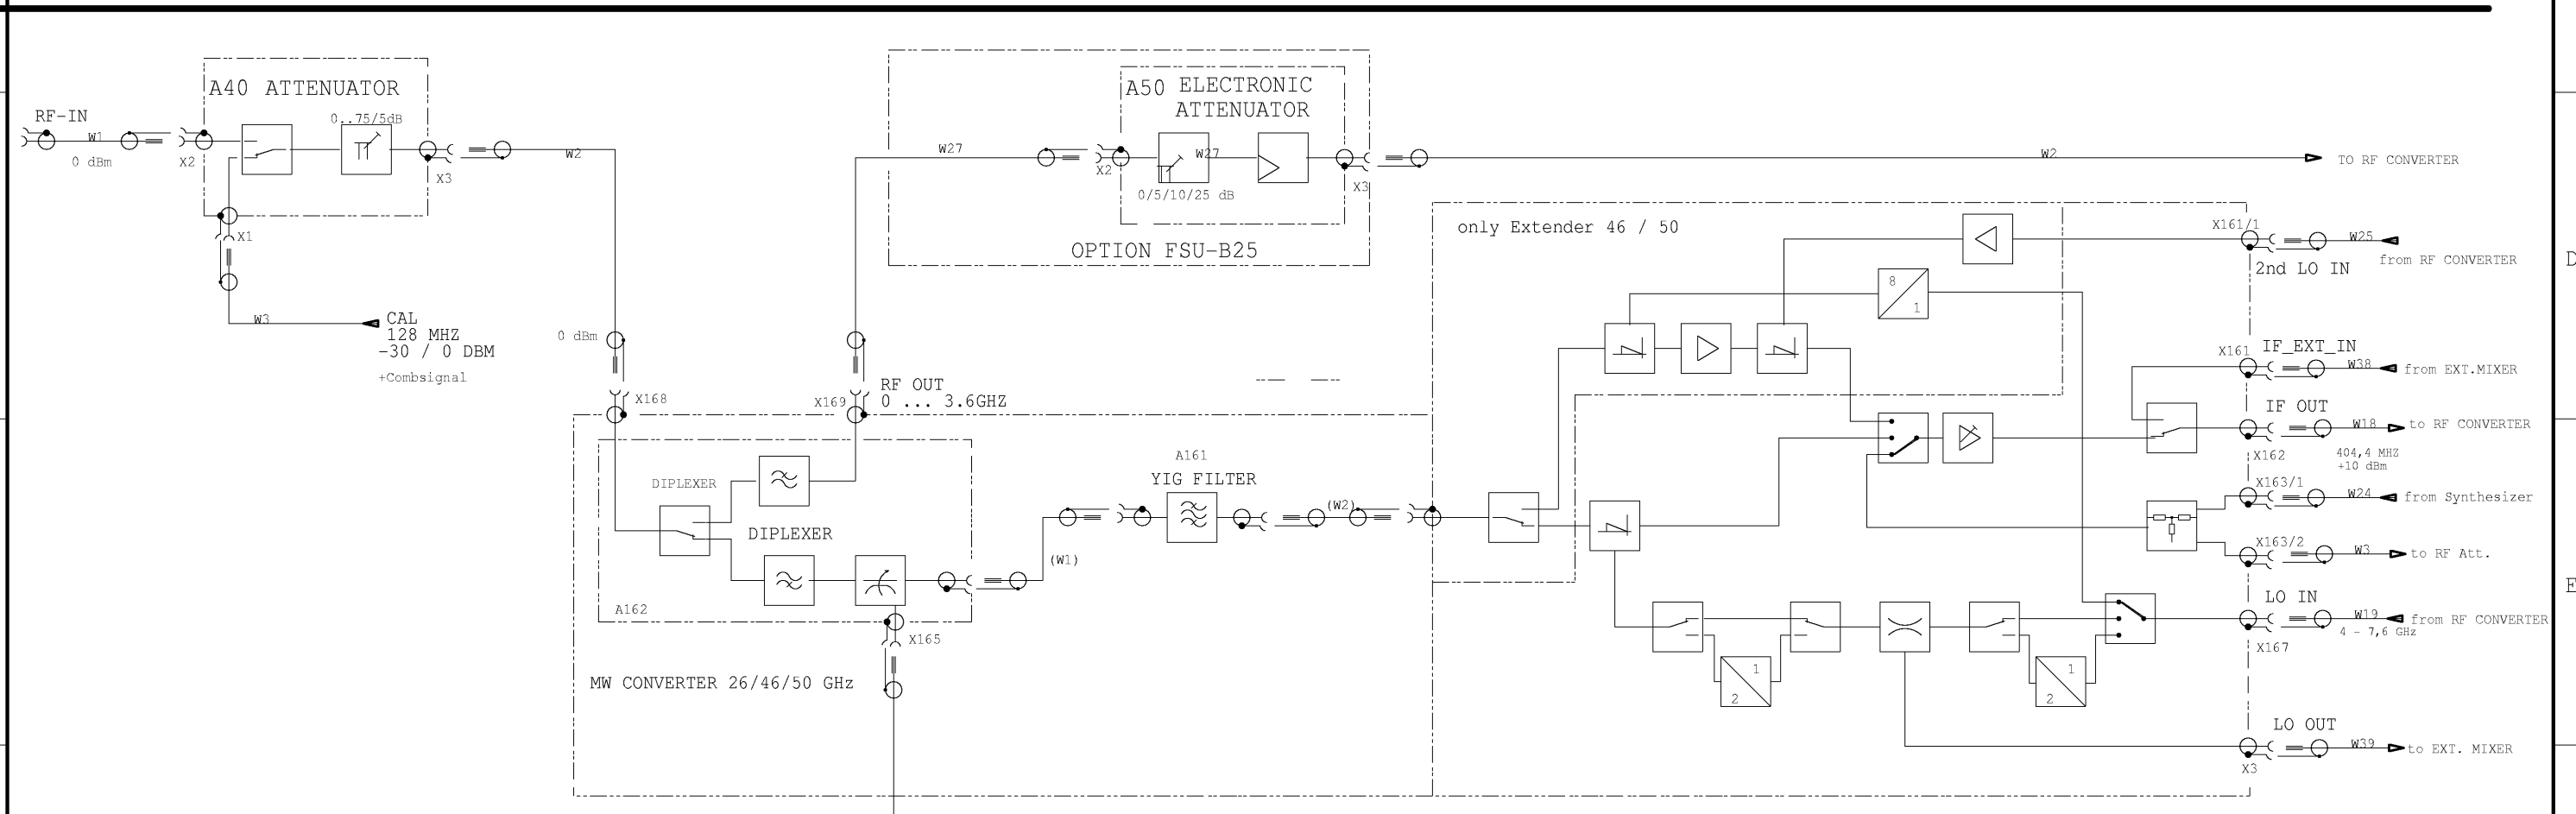 A40 ATTENUATOR
RF-IN
W1
0 dBm
X2
0..75/5dB
X3
W2
X1
W3
CAL
128 MHZ
-30 / 0 DBM
+Combsignal
A50 ELECTRONIC
ATTENUATOR
W27
X2
W27
0/5/10/25 dB
X3
OPTION FSU-B25
W2
TO RF CONVERTER
0 dBm
X168
X169
RF OUT
0 ... 3.6GHZ
DIPLEXER
DIPLEXER
A162
X165
MW CONVERTER 26/46/50 GHz
(W1)
A161
YIG FILTER
(W2)
only Extender 46 / 50
8
1
X161/1
W25
2nd LO IN
from RF CONVERTER
X161
IF_EXT_IN
W38
from EXT.MIXER
IF OUT
W18
to RF CONVERTER
X162
404,4 MHZ
+10 dBm
X163/1
W24
from Synthesizer
X163/2
W3
to RF Att.
LO IN
W19
from RF CONVERTER
4 - 7,6 GHz
X167
1
2
1
2
LO OUT
W39
to EXT. MIXER
X3
D
E